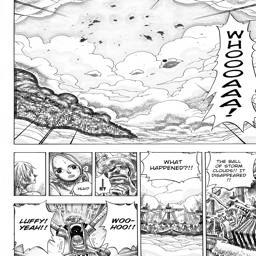 WHOOOAAA!
WHAT
HAPPENED?!!
THE BALL
OF STORM
CLOUDS!! IT
DISAPPEARED
!!
HUH?
LUFFY!
YEAH!!
WOO-
HOO!!